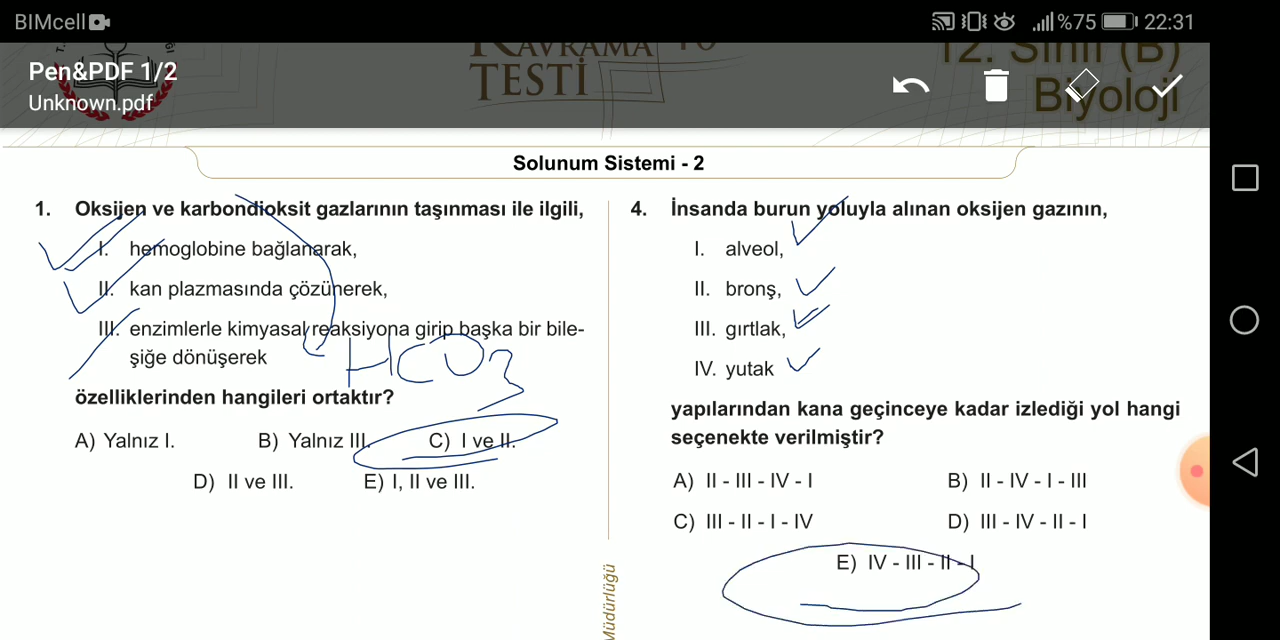 BIMcell
%75 22:31
KAVRAMA
TESTİ
12. Sınıf (B)
Biyoloji
Pen&PDF 1/2
Unknown.pdf
Solunum Sistemi - 2
1. Oksijen ve karbondioksit gazlarının taşınması ile ilgili,
I. hemoglobine bağlanarak,
II. kan plazmasında çözünerek,
III. enzimlerle kimyasal reaksiyona girip başka bir bile-
şiğe dönüşerek
HCO3
özelliklerinden hangileri ortaktır?
A) Yalnız I. B) Yalnız III. C) I ve II.
D) II ve III. E) I, II ve III.
4. İnsanda burun yoluyla alınan oksijen gazının,
I. alveol,
II. bronş,
III. gırtlak,
IV. yutak
yapılarından kana geçinceye kadar izlediği yol hangi
seçenekte verilmiştir?
A) II - III - IV - I B) II - IV - I - III
C) III - II - I - IV D) III - IV - II - I
E) IV - III - II - I
Müdürlüğü